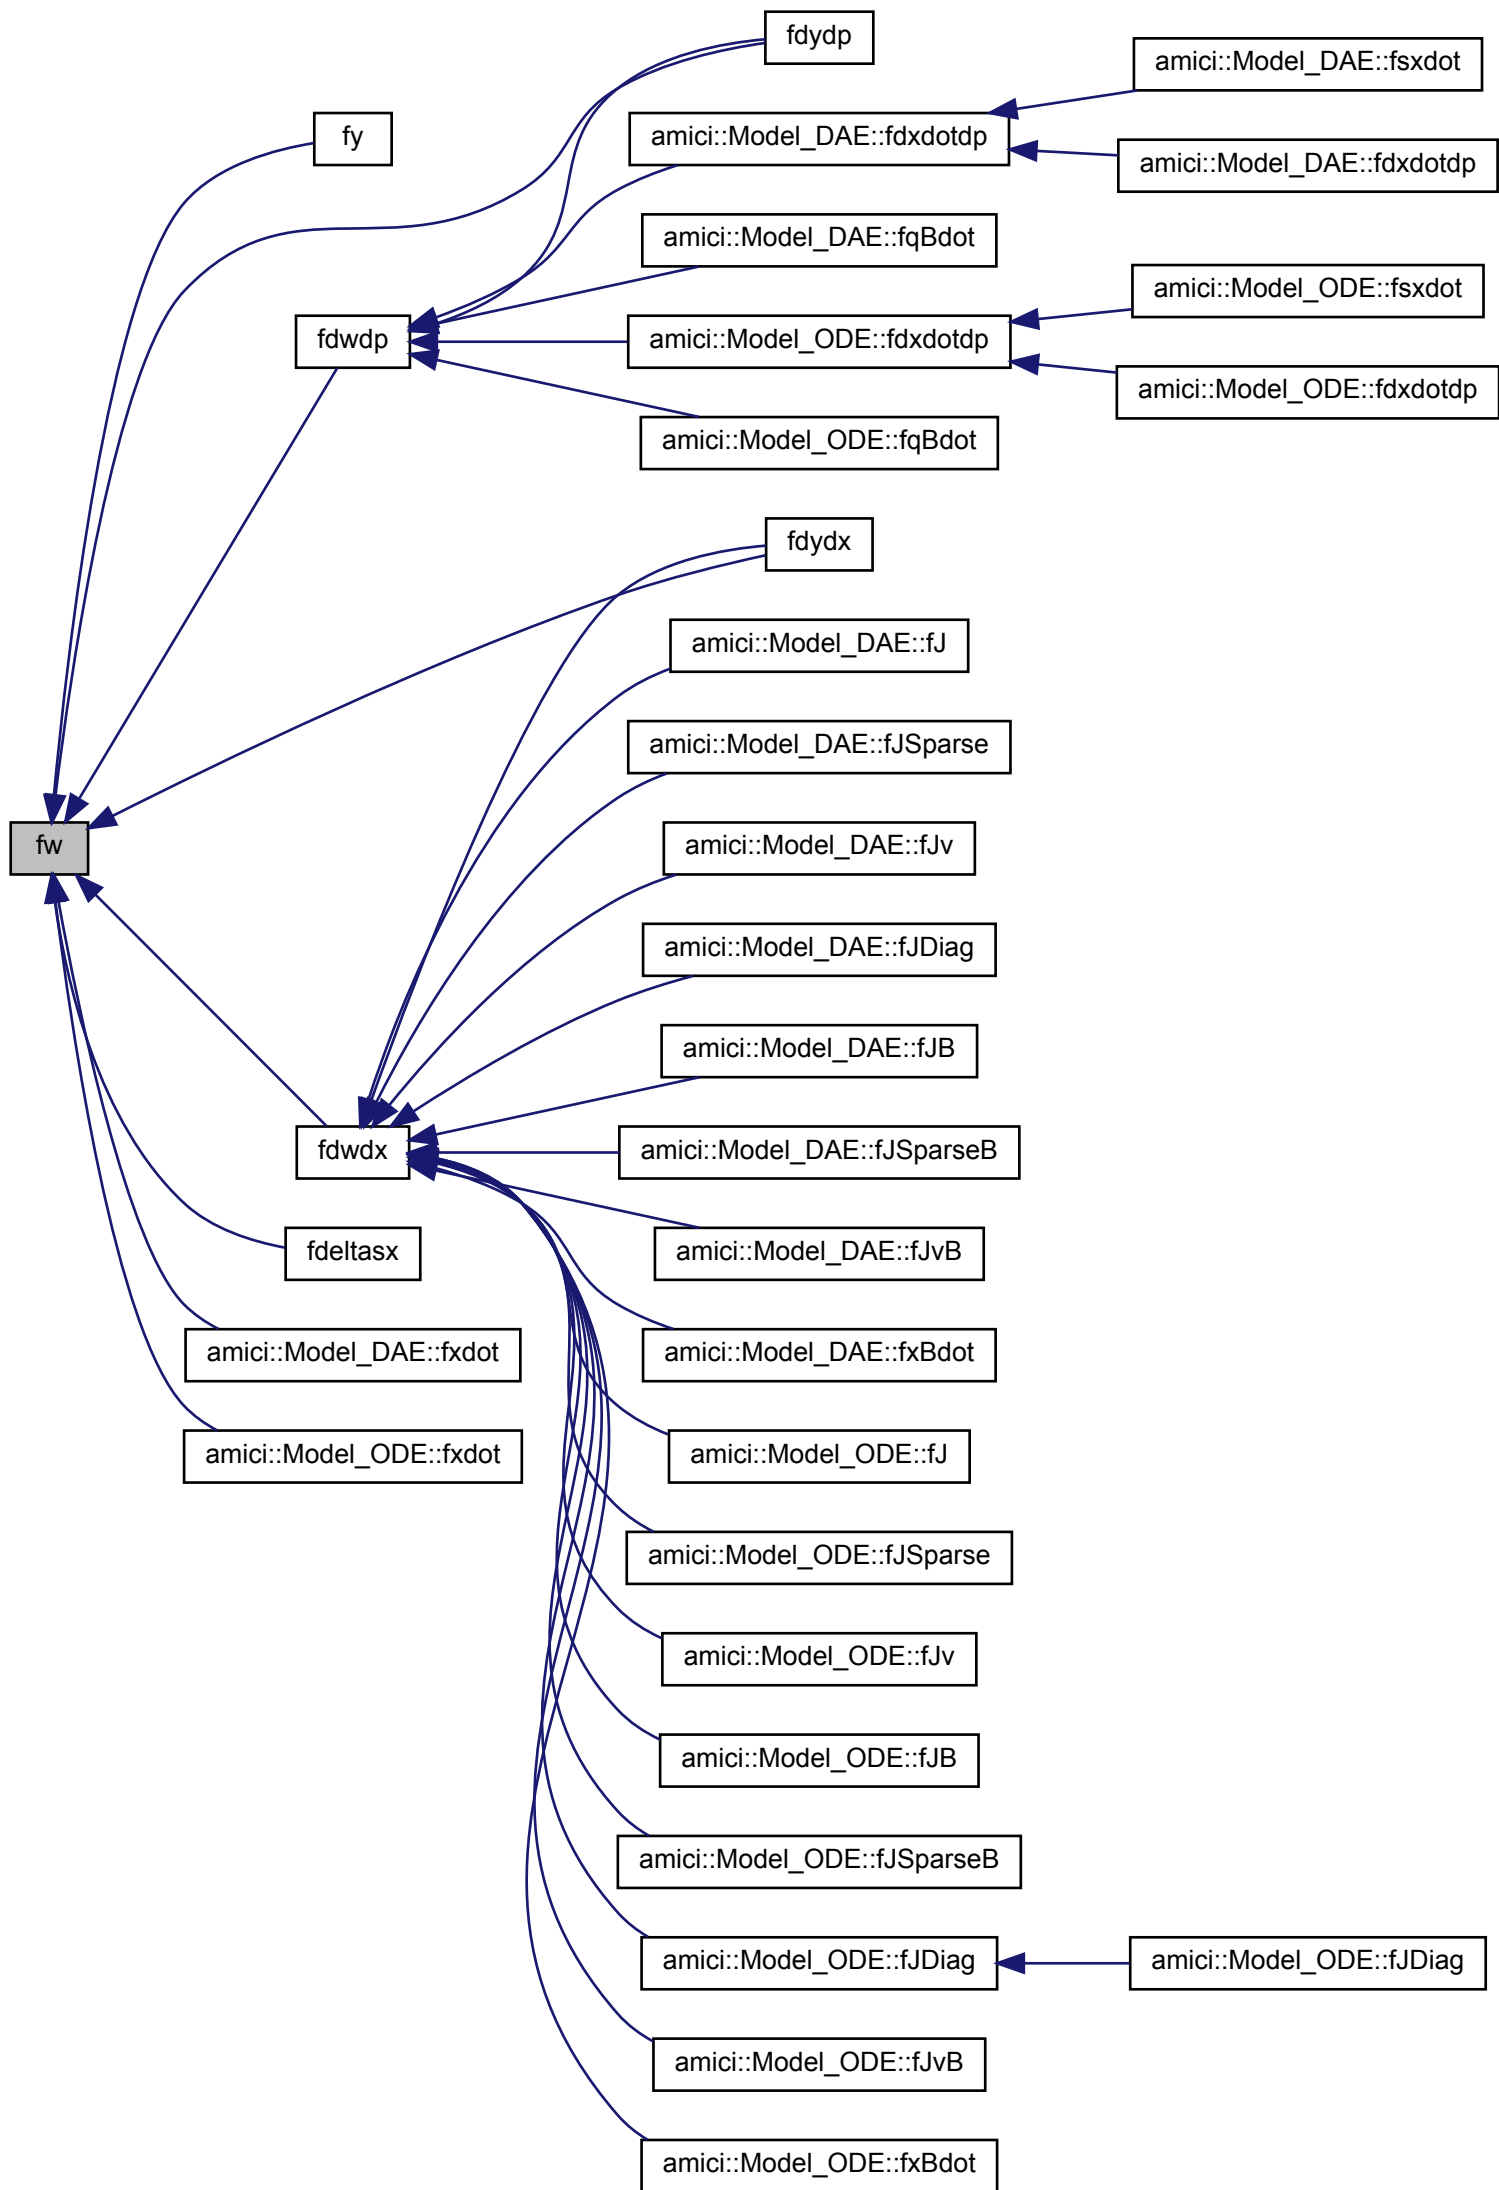 fdydp
amici::Model_DAE::fsxdot
fy
amici::Model_DAE::fdxdotdp
amici::Model_DAE::fdxdotdp
amici::Model_DAE::fqBdot
amici::Model_ODE::fsxdot
fdwdp
amici::Model_ODE::fdxdotdp
amici::Model_ODE::fdxdotdp
amici::Model_ODE::fqBdot
fdydx
amici::Model_DAE::fJ
amici::Model_DAE::fJSparse
fw
amici::Model_DAE::fJv
amici::Model_DAE::fJDiag
amici::Model_DAE::fJB
fdwdx
amici::Model_DAE::fJSparseB
fdeltasx
amici::Model_DAE::fJvB
amici::Model_DAE::fxdot
amici::Model_DAE::fxBdot
amici::Model_ODE::fxdot
amici::Model_ODE::fJ
amici::Model_ODE::fJSparse
amici::Model_ODE::fJv
amici::Model_ODE::fJB
amici::Model_ODE::fJSparseB
amici::Model_ODE::fJDiag
amici::Model_ODE::fJDiag
amici::Model_ODE::fJvB
amici::Model_ODE::fxBdot